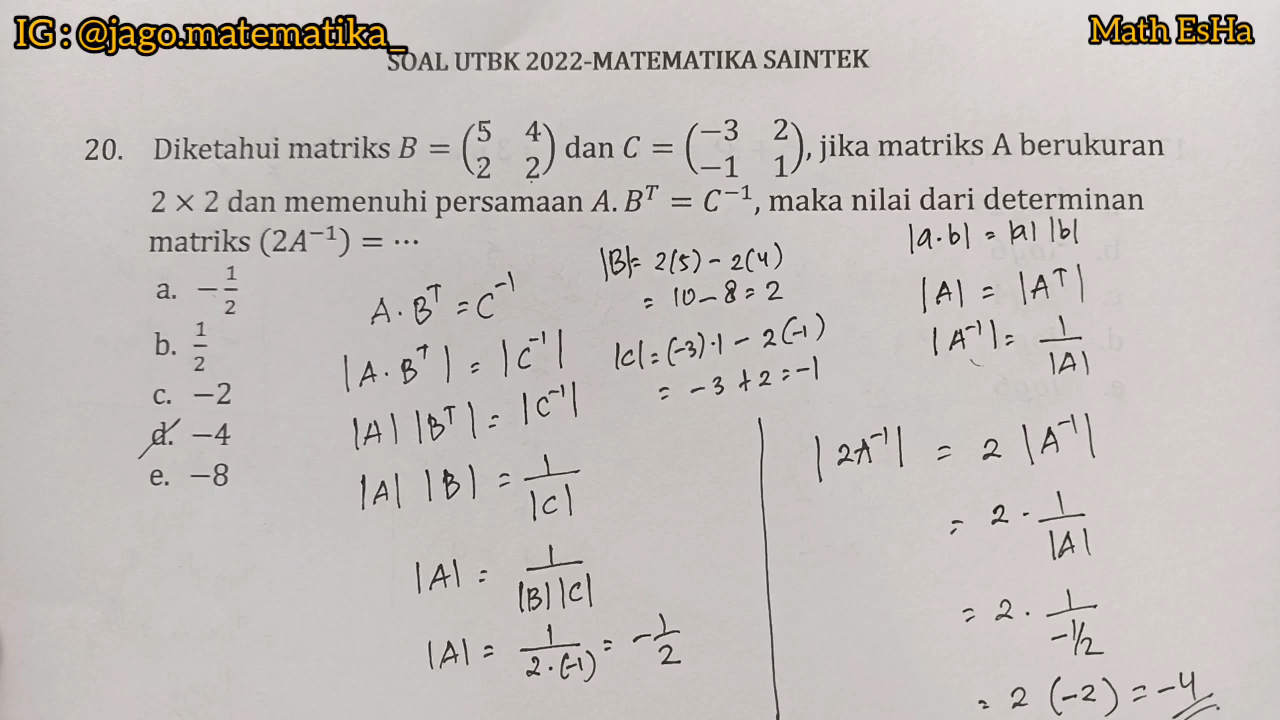 IG : @jago.matematika_
Math EsHa
SOAL UTBK 2022-MATEMATIKA SAINTEK
20. Diketahui matriks B = (5 4; 2 2) dan C = (−3 2; −1 1), jika matriks A berukuran
2 × 2 dan memenuhi persamaan A. B^T = C^−1, maka nilai dari determinan
matriks (2A^−1) = ⋯
a. −1/2
b. 1/2
c. −2
d. −4
e. −8
A · B^T = C^-1
|A · B^T| = |C^-1|
|A| |B^T| = |C^-1|
|A| |B| = 1/|C|
|A| = 1/|B||C|
|A| = 1/2·(-1) = -1/2
|B| = 2(5) - 2(4)
= 10 - 8 = 2
|C| = (-3)·1 - 2(-1)
= -3 + 2 = -1
|a·b| = |a| |b|
|A| = |A^T|
|A^-1| = 1/|A|
|2A^-1| = 2 |A^-1|
= 2 · 1/|A|
= 2 · 1/-1/2
= 2 (-2) = -4